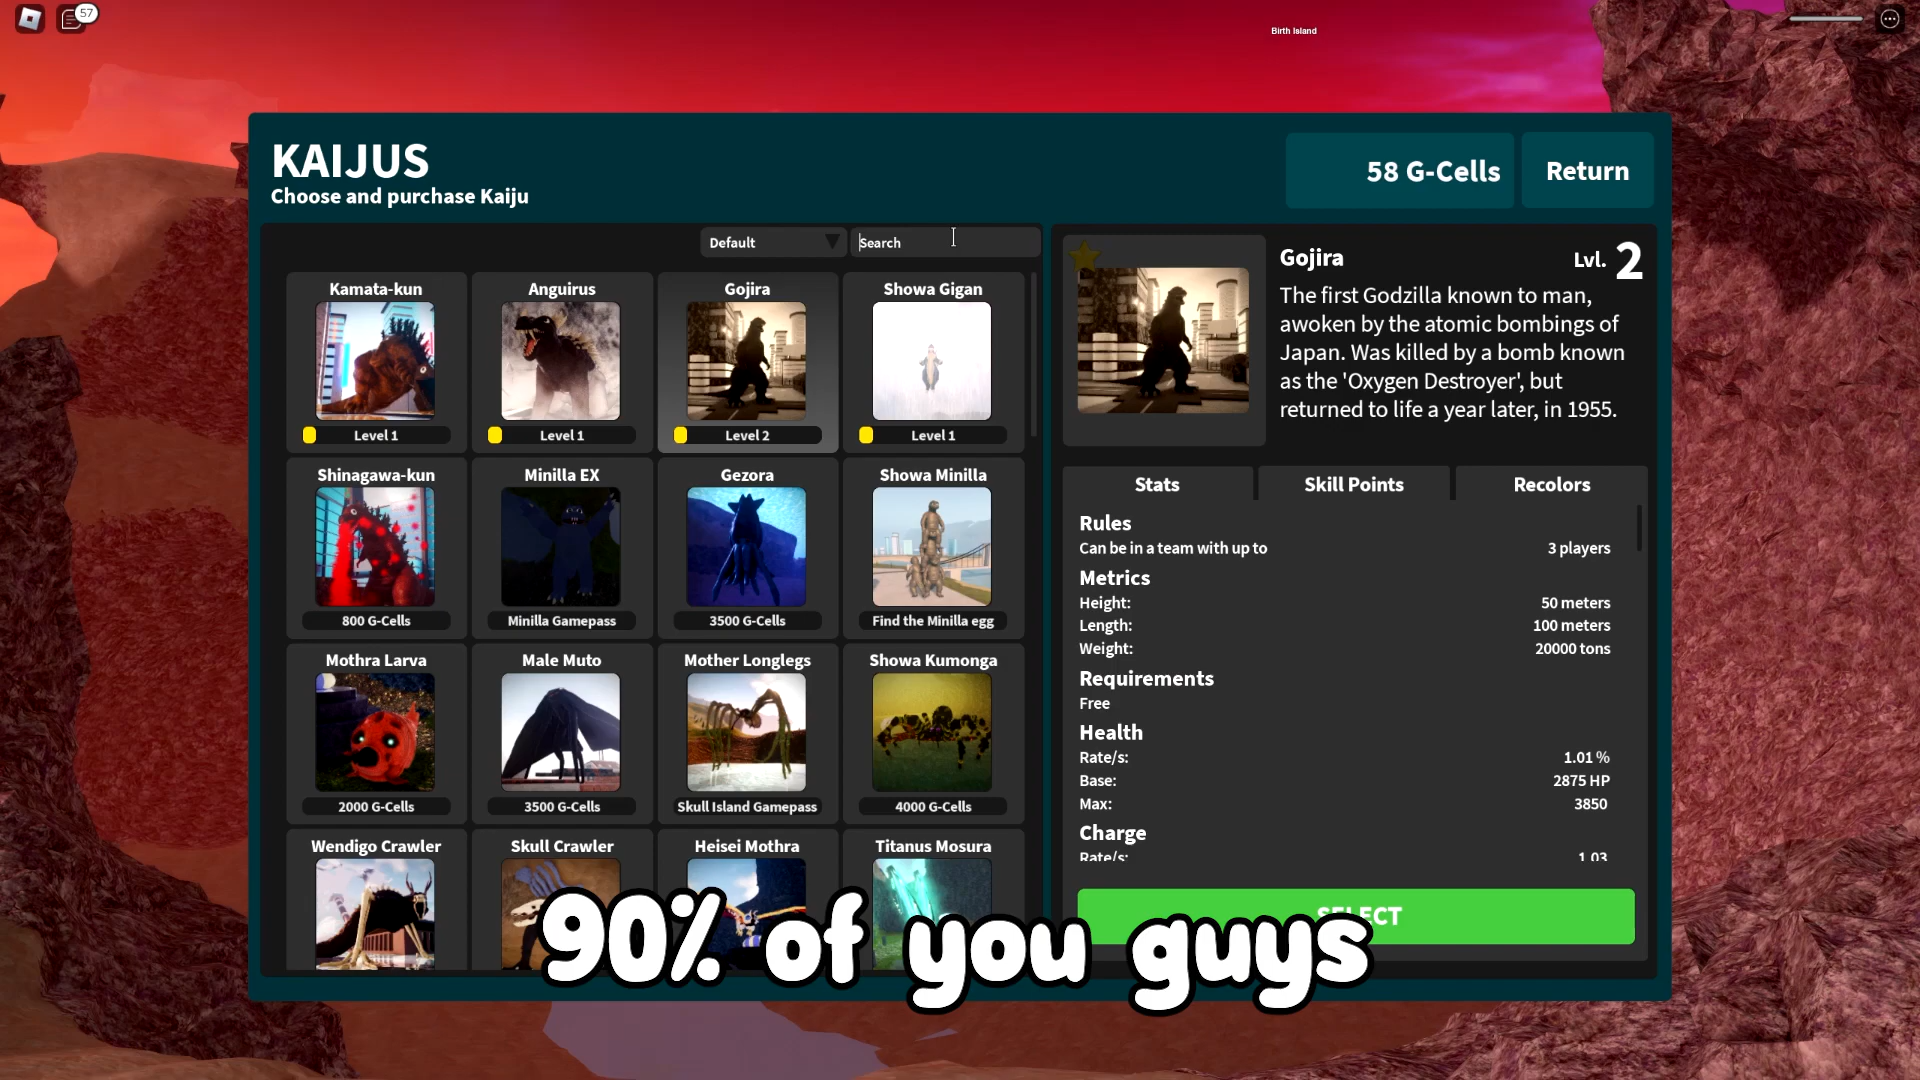 57
Birth Island
KAIJUS
Choose and purchase Kaiju
58 G-Cells
Return
Default
Search
Kamata-kun
Anguirus
Gojira
Showa Gigan
Level 1
Level 1
Level 2
Level 1
Shinagawa-kun
Minilla EX
Gezora
Showa Minilla
800 G-Cells
Minilla Gamepass
3500 G-Cells
Find the Minilla egg
Mothra Larva
Male Muto
Mother Longlegs
Showa Kumonga
2000 G-Cells
3500 G-Cells
Skull Island Gamepass
4000 G-Cells
Wendigo Crawler
Skull Crawler
Heisei Mothra
Titanus Mosura
Gojira
Lvl. 2
The first Godzilla known to man,
awoken by the atomic bombings of
Japan. Was killed by a bomb known
as the 'Oxygen Destroyer', but
returned to life a year later, in 1955.
Stats
Skill Points
Recolors
Rules
Can be in a team with up to 3 players
Metrics
Height: 50 meters
Length: 100 meters
Weight: 20000 tons
Requirements
Free
Health
Rate/s: 1.01 %
Base: 2875 HP
Max: 3850
Charge
Rate/s: 1.03
SELECT
90% of you guys